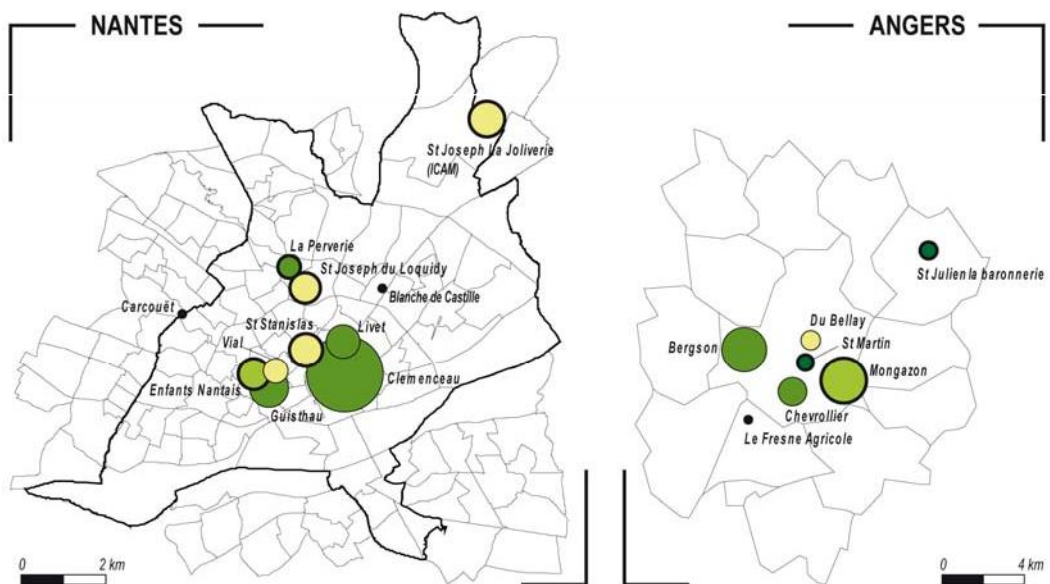 NANTES
St Joseph La Joliverie
(ICAM)
La Perverie
St Joseph du Loquidy
Blanche de Castille
Carcouët
St Stanislas
Livet
Vial
Clemenceau
Enfants Nantais
Guisthau
0 2 km
ANGERS
St Julien la baronnerie
Du Bellay
St Martin
Bergson
Mongazon
Chevrollier
Le Fresne Agricole
0 4 km